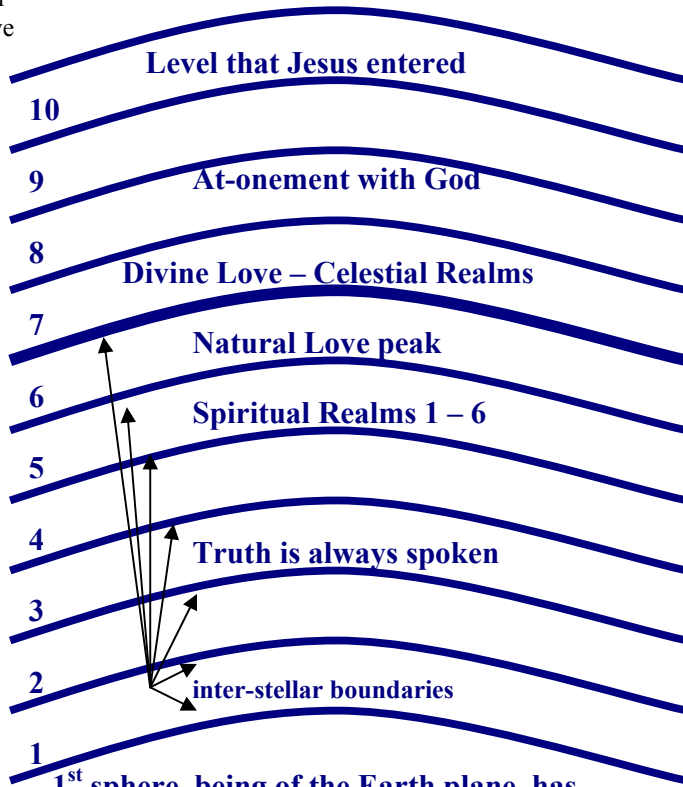 ve
Level that Jesus entered
10
9 At-onement with God
8
Divine Love – Celestial Realms
7
Natural Love peak
6
Spiritual Realms 1 – 6
5
4
Truth is always spoken
3
2 inter-stellar boundaries
1
1st sphere, being of the Earth plane, has